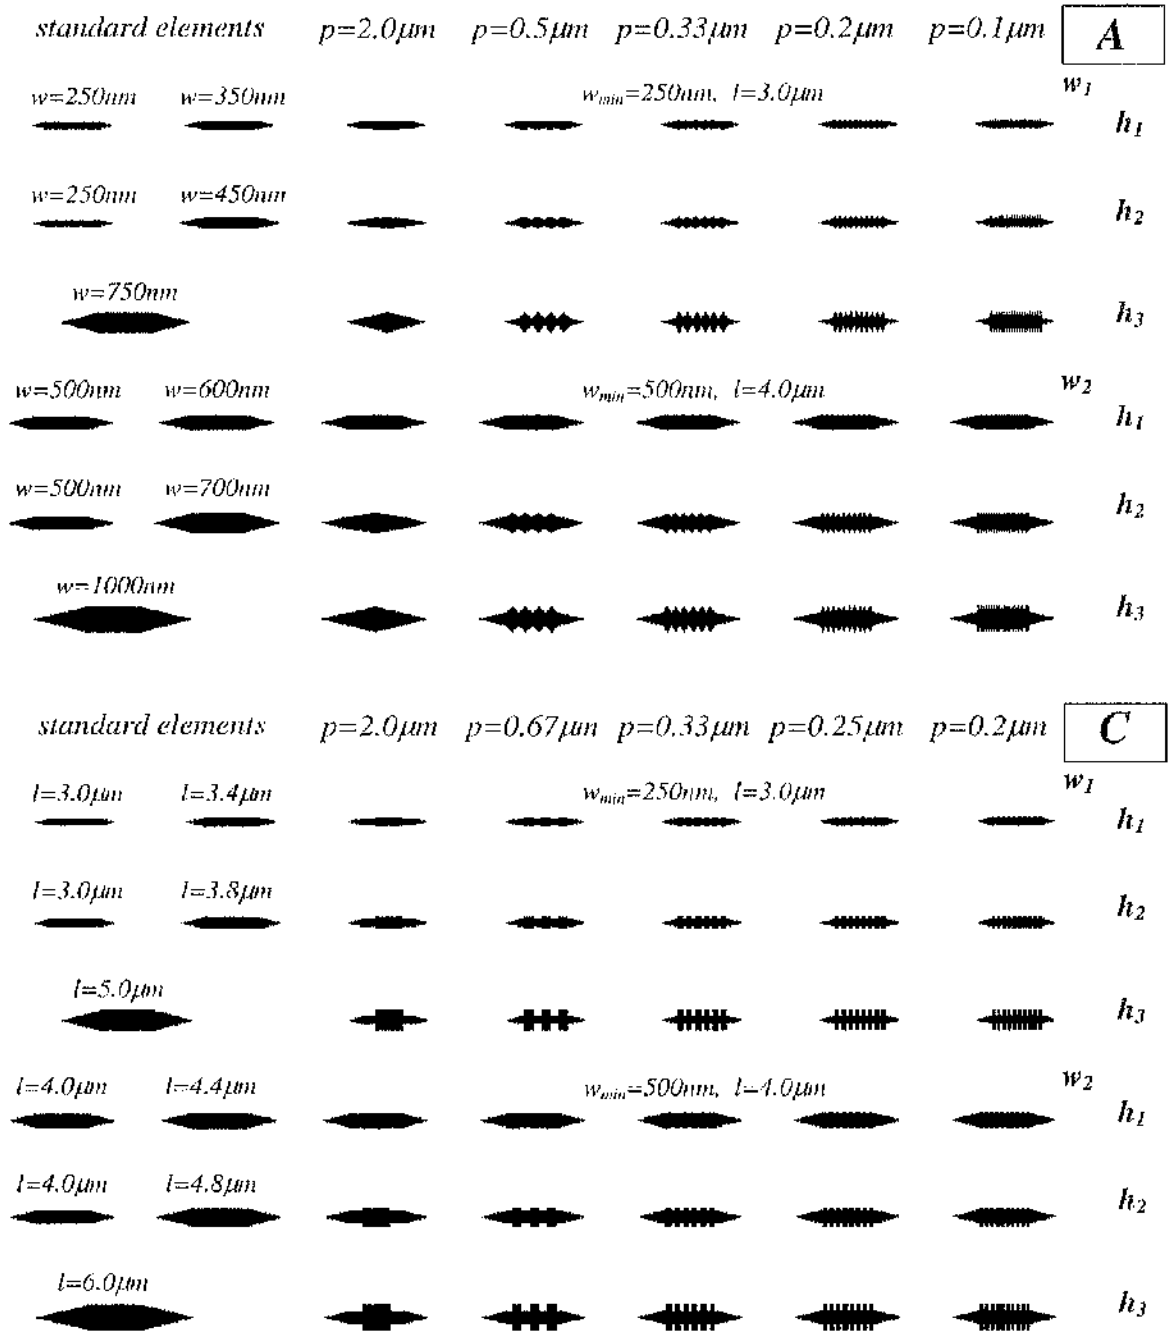 standard elements p=2.0μm p=0.5μm p=0.33μm p=0.2μm p=0.1μm A
w=250nm w=350nm wmin=250nm, l=3.0μm w1
h1
w=250nm w=450nm h2
w=750nm h3
w=500nm w=600nm wmin=500nm, l=4.0μm w2
h1
w=500nm w=700nm h2
w=1000nm h3
standard elements p=2.0μm p=0.67μm p=0.33μm p=0.25μm p=0.2μm C
l=3.0μm l=3.4μm wmin=250nm, l=3.0μm w1
h1
l=3.0μm l=3.8μm h2
l=5.0μm h3
l=4.0μm l=4.4μm wmin=500nm, l=4.0μm w2
h1
l=4.0μm l=4.8μm h2
l=6.0μm h3